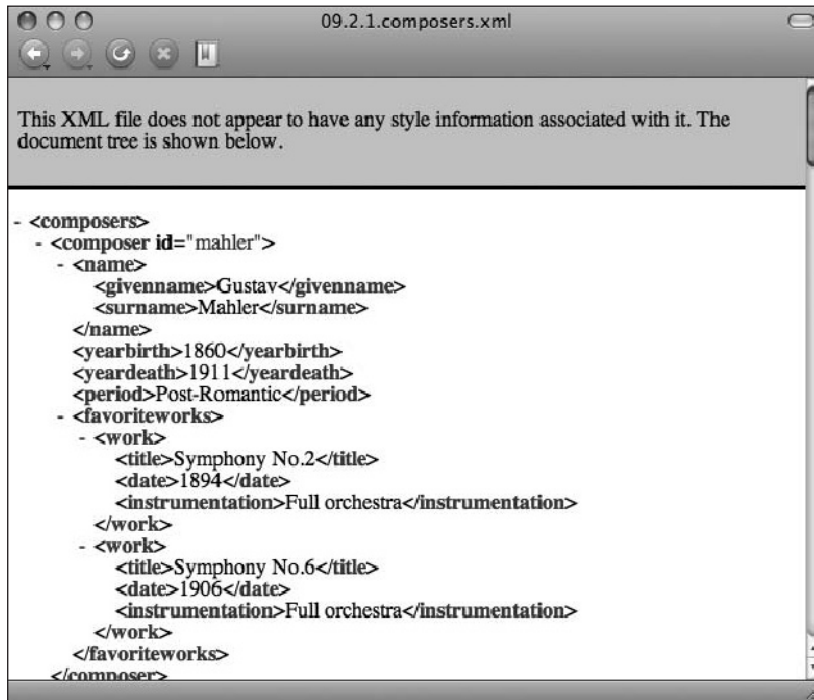 09.2.1.composers.xml
This XML file does not appear to have any style information associated with it. The
document tree is shown below.
- <composers>
- <composer id="mahler">
- <name>
<givenname>Gustav</givenname>
<surname>Mahler</surname>
</name>
<yearbirth>1860</yearbirth>
<yeardeath>1911</yeardeath>
<period>Post-Romantic</period>
- <favoriteworks>
- <work>
<title>Symphony No.2</title>
<date>1894</date>
<instrumentation>Full orchestra</instrumentation>
</work>
- <work>
<title>Symphony No.6</title>
<date>1906</date>
<instrumentation>Full orchestra</instrumentation>
</work>
</favoriteworks>
</composer>